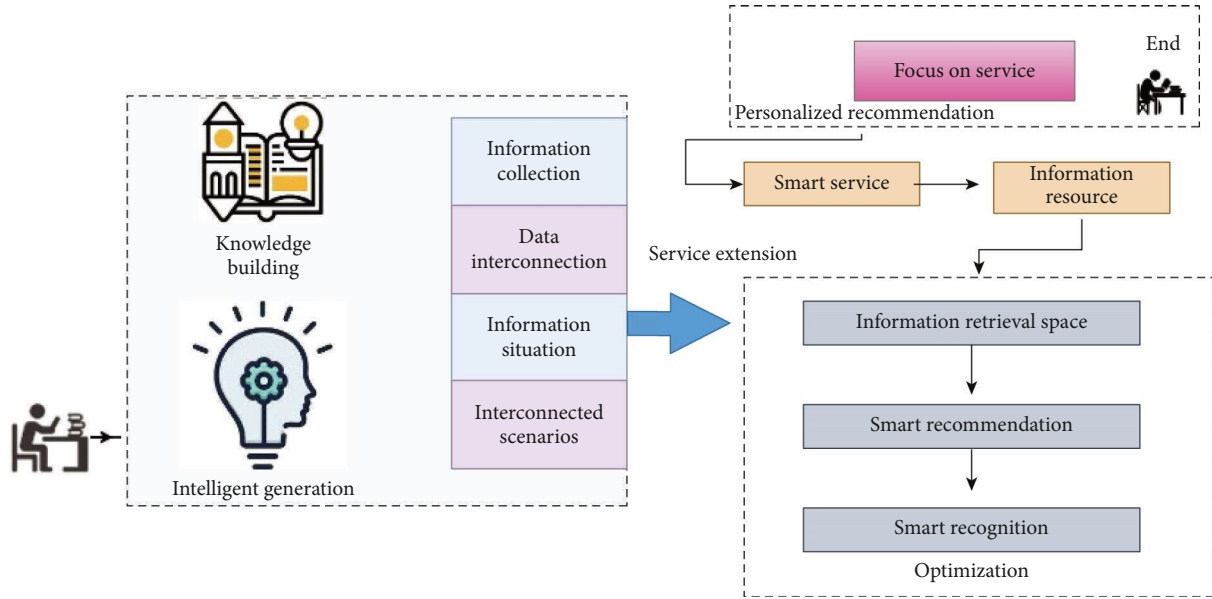 Knowledge
building
Intelligent generation
Information
collection
Data
interconnection
Information
situation
Interconnected
scenarios
Service extension
End
Focus on service
Personalized recommendation
Smart service
Information
resource
Information retrieval space
Smart recommendation
Smart recognition
Optimization